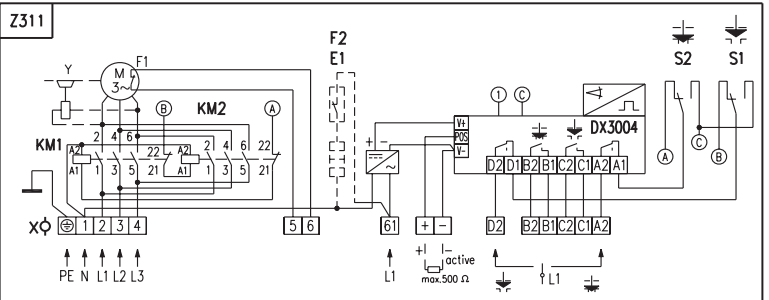 Z311
F2
E1
S2 S1
F1
Y
M
3~
B
KM2
A
1 C
V+
POS
V-
DX3004
+ -
KM1
A2
A1
2 4 6 22
1 3 5 21
A2
A1
2 4 6 22
1 3 5 21
A
C
B
D2 D1 B2 B1 C2 C1 A2 A1
X 1 2 3 4 5 6 61 + - D2 B2 B1 C2 C1 A2
PE N L1 L2 L3
L1
+ -
active
max.500 Ω
L1